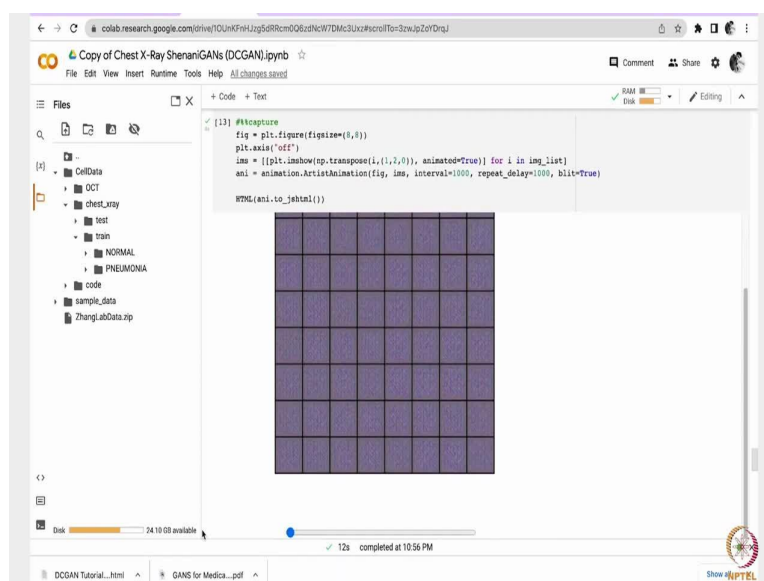 colab.research.google.com/drive/1OUnKFnHJzg5dRRcm0Q6zdNcW7DMc3Uxz#scrollTo=3zwJpZoYDrqJ
Copy of Chest X-Ray ShenaniGANs (DCGAN).ipynb
File Edit View Insert Runtime Tools Help All changes saved
Comment Share
Files
+ Code + Text
RAM
Disk
Editing
[13] #%%capture
fig = plt.figure(figsize=(8,8))
plt.axis("off")
ims = [[plt.imshow(np.transpose(i,(1,2,0)), animated=True)] for i in img_list]
ani = animation.ArtistAnimation(fig, ims, interval=1000, repeat_delay=1000, blit=True)
HTML(ani.to_jshtml())
{x}
..
CellData
OCT
chest_xray
test
train
NORMAL
PNEUMONIA
code
sample_data
ZhangLabData.zip
Disk 24.10 GB available
12s completed at 10:56 PM
DCGAN Tutorial....html
GANS for Medica....pdf
Show
NPTEL